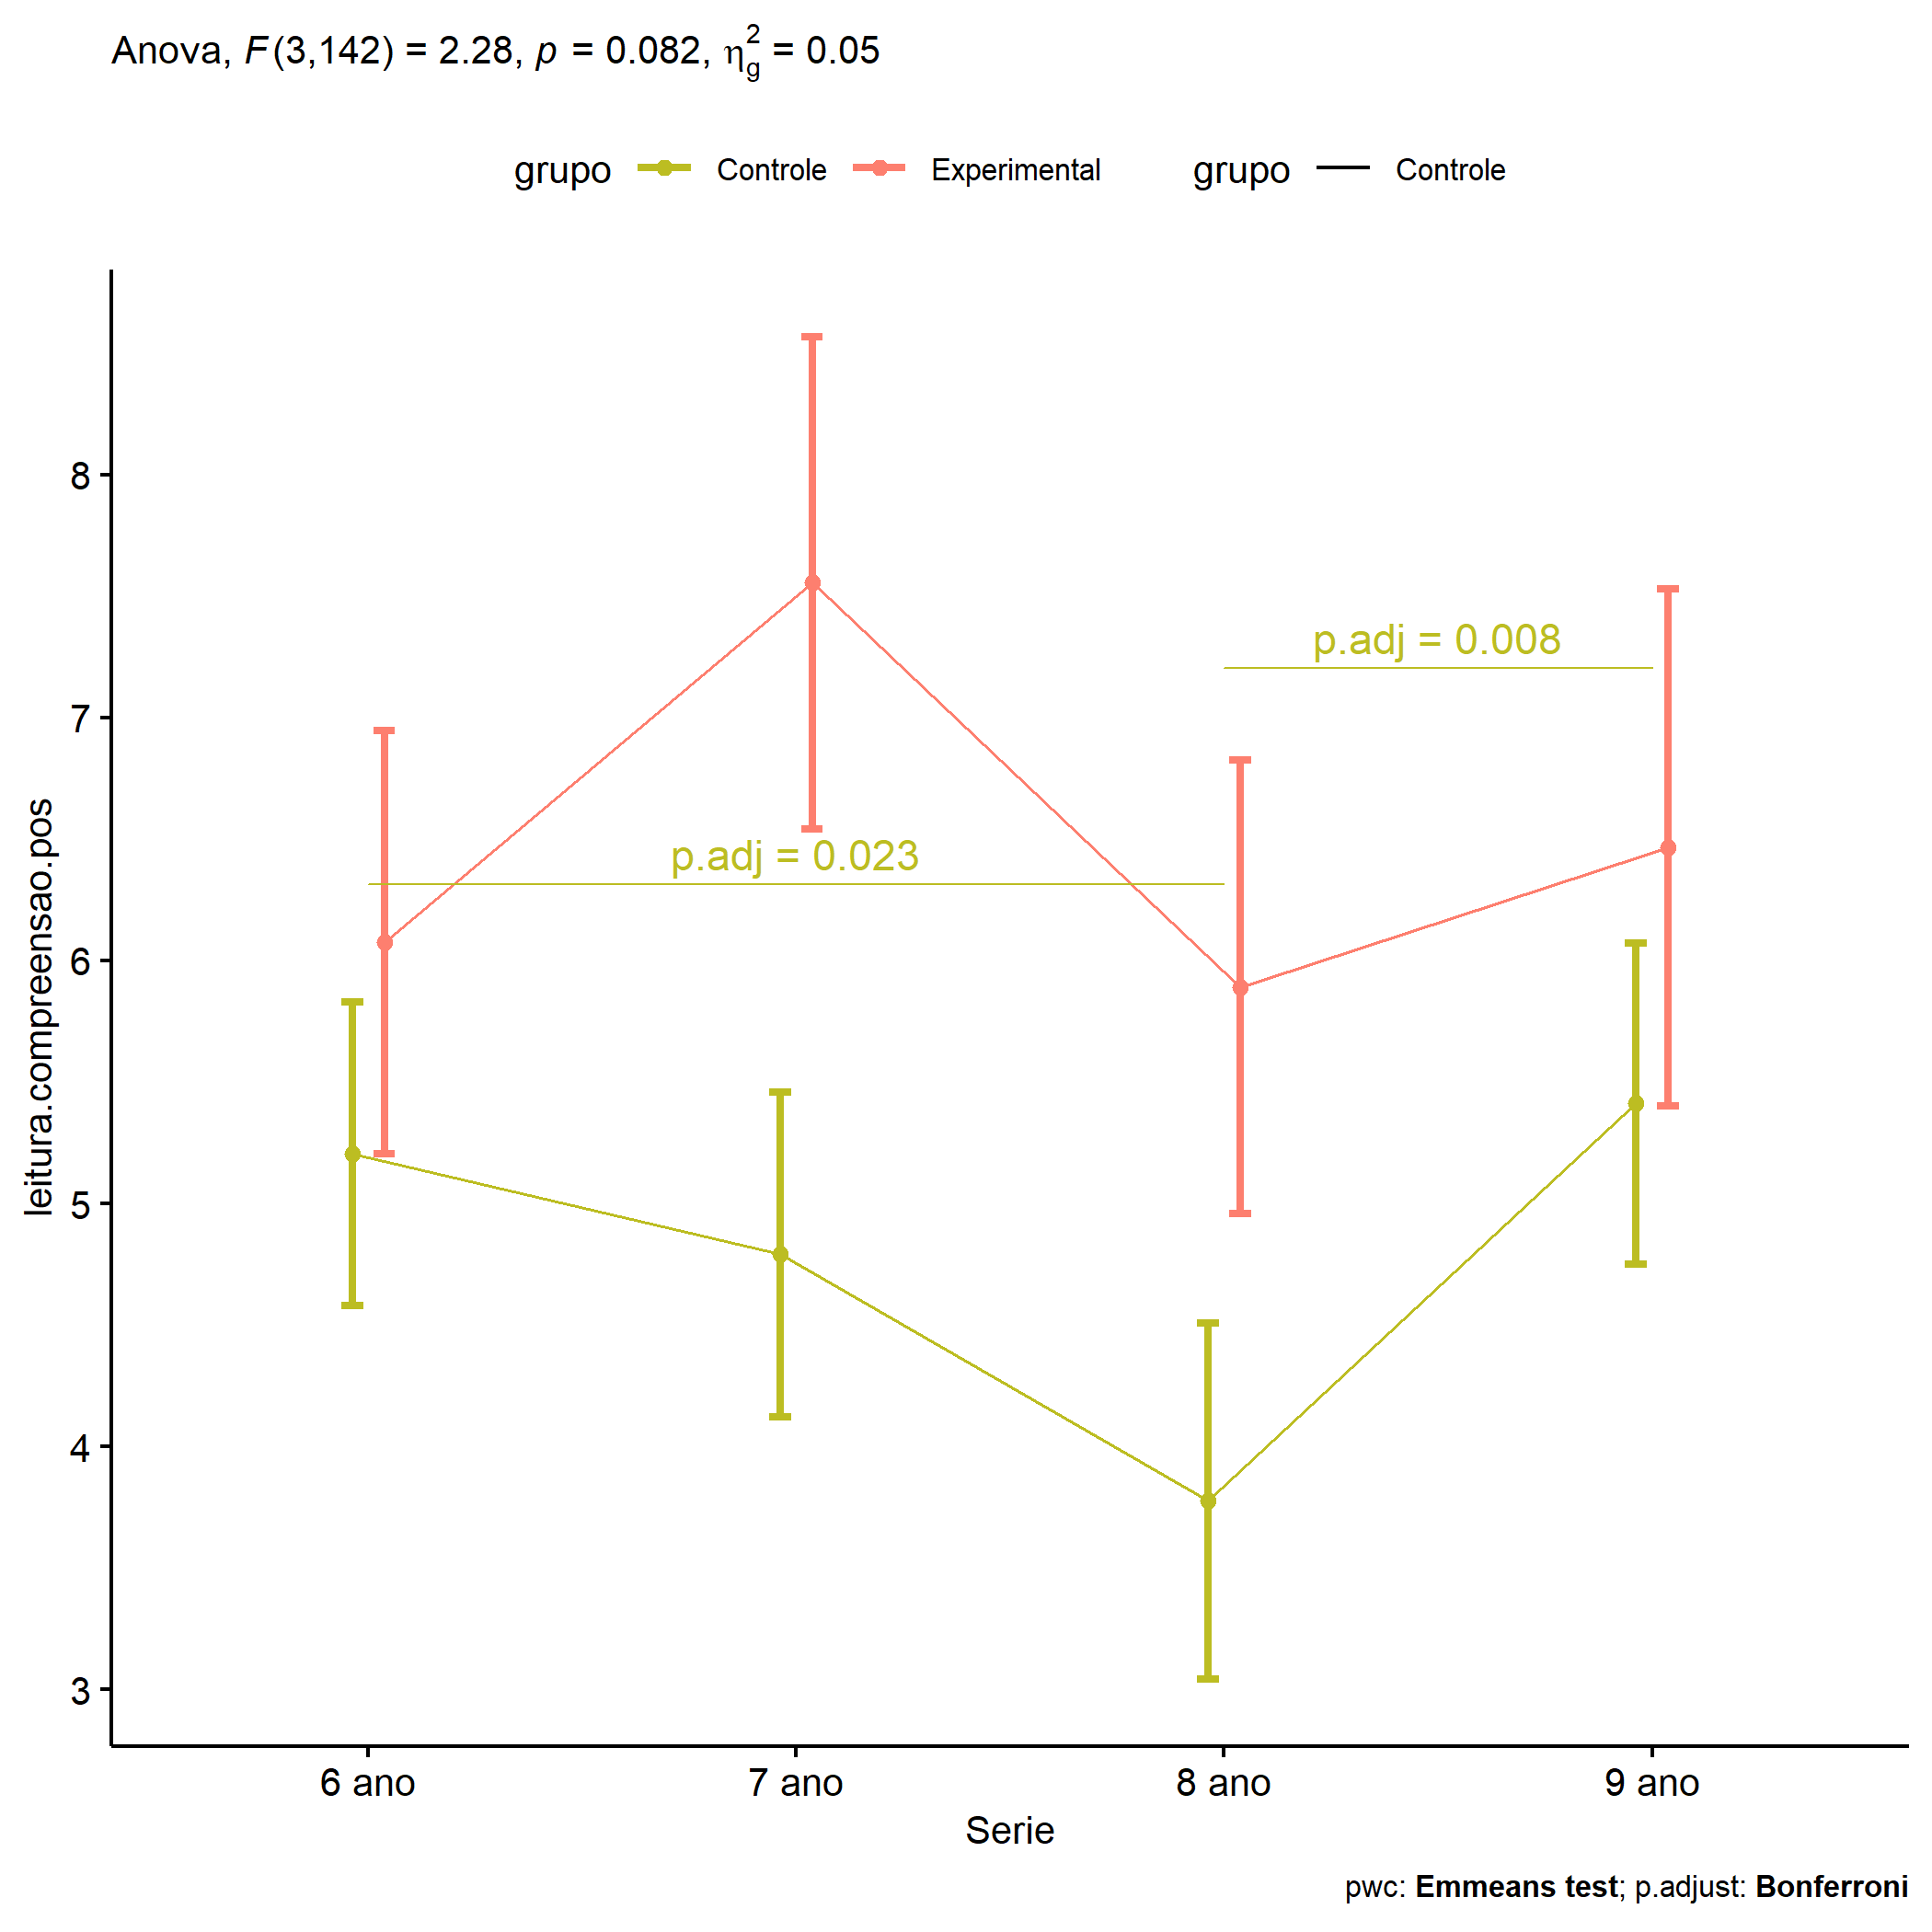 Anova, F(3,142) = 2.28, p = 0.082, η²g = 0.05
grupo Controle Experimental grupo Controle
8
7
6
5
4
3
leitura.compreensao.pos
p.adj = 0.008
p.adj = 0.023
6 ano 7 ano 8 ano 9 ano
Serie
pwc: Emmeans test; p.adjust: Bonferroni